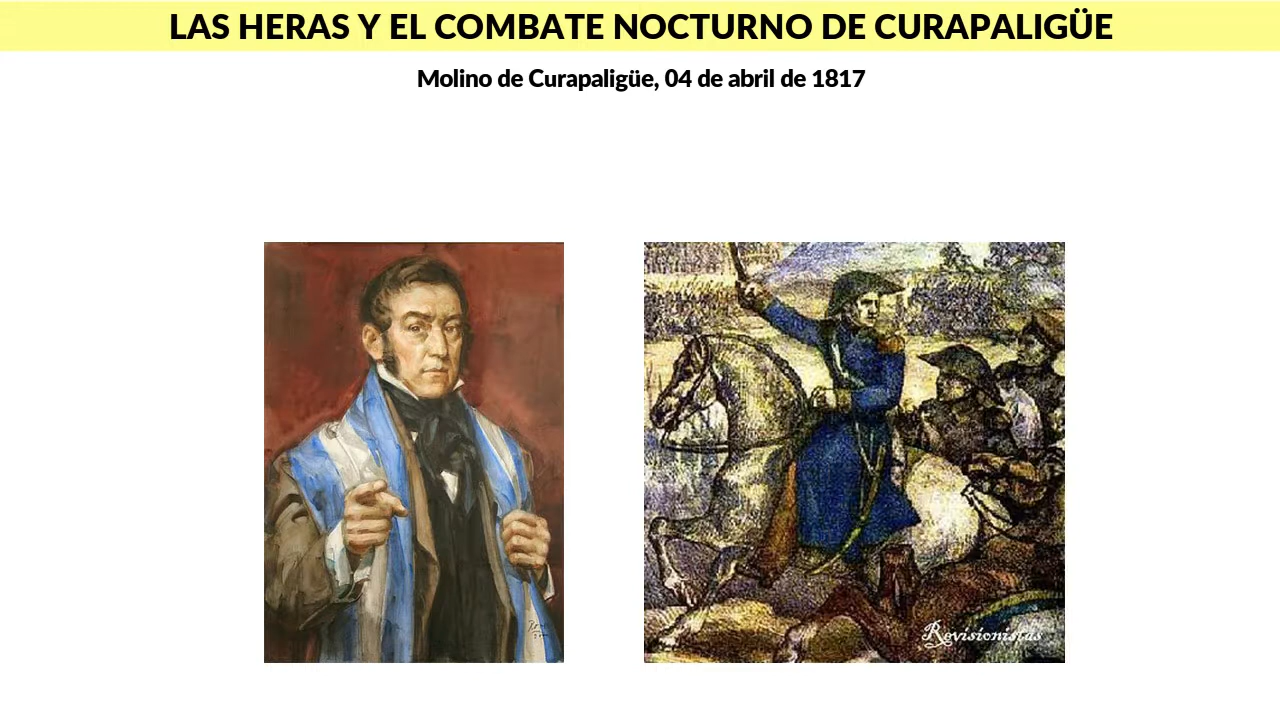 LAS HERAS Y EL COMBATE NOCTURNO DE CURAPALIGÜE
Molino de Curapaligüe, 04 de abril de 1817
Revisionistas